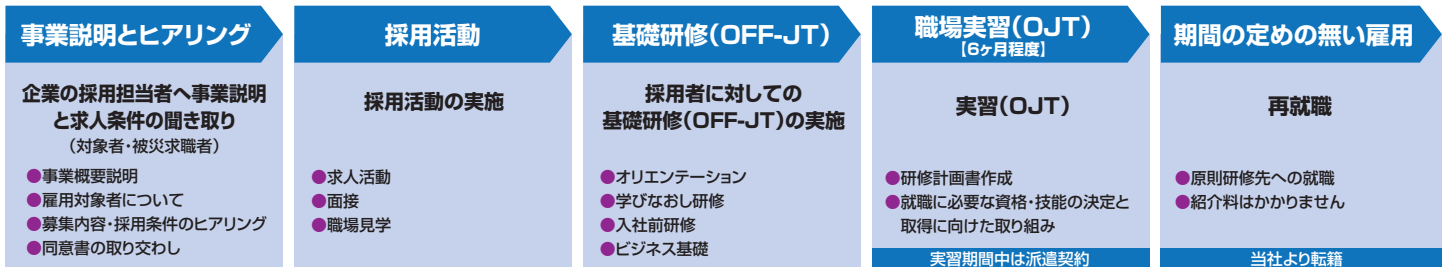 事業説明とヒアリング
企業の採用担当者へ事業説明
と求人条件の聞き取り
（対象者・被災求職者）
●事業概要説明
●雇用対象者について
●募集内容・採用条件のヒアリング
●同意書の取り交わし
採用活動
採用活動の実施
●求人活動
●面接
●職場見学
基礎研修（OFF-JT）
採用者に対しての
基礎研修（OFF-JT）の実施
●オリエンテーション
●学びなおし研修
●入社前研修
●ビジネス基礎
職場実習（OJT）
【6ヶ月程度】
実習（OJT）
●研修計画書作成
●就職に必要な資格・技能の決定と
取得に向けた取り組み
実習期間中は派遣契約
期間の定めの無い雇用
再就職
●原則研修先への就職
●紹介料はかかりません
当社より転籍